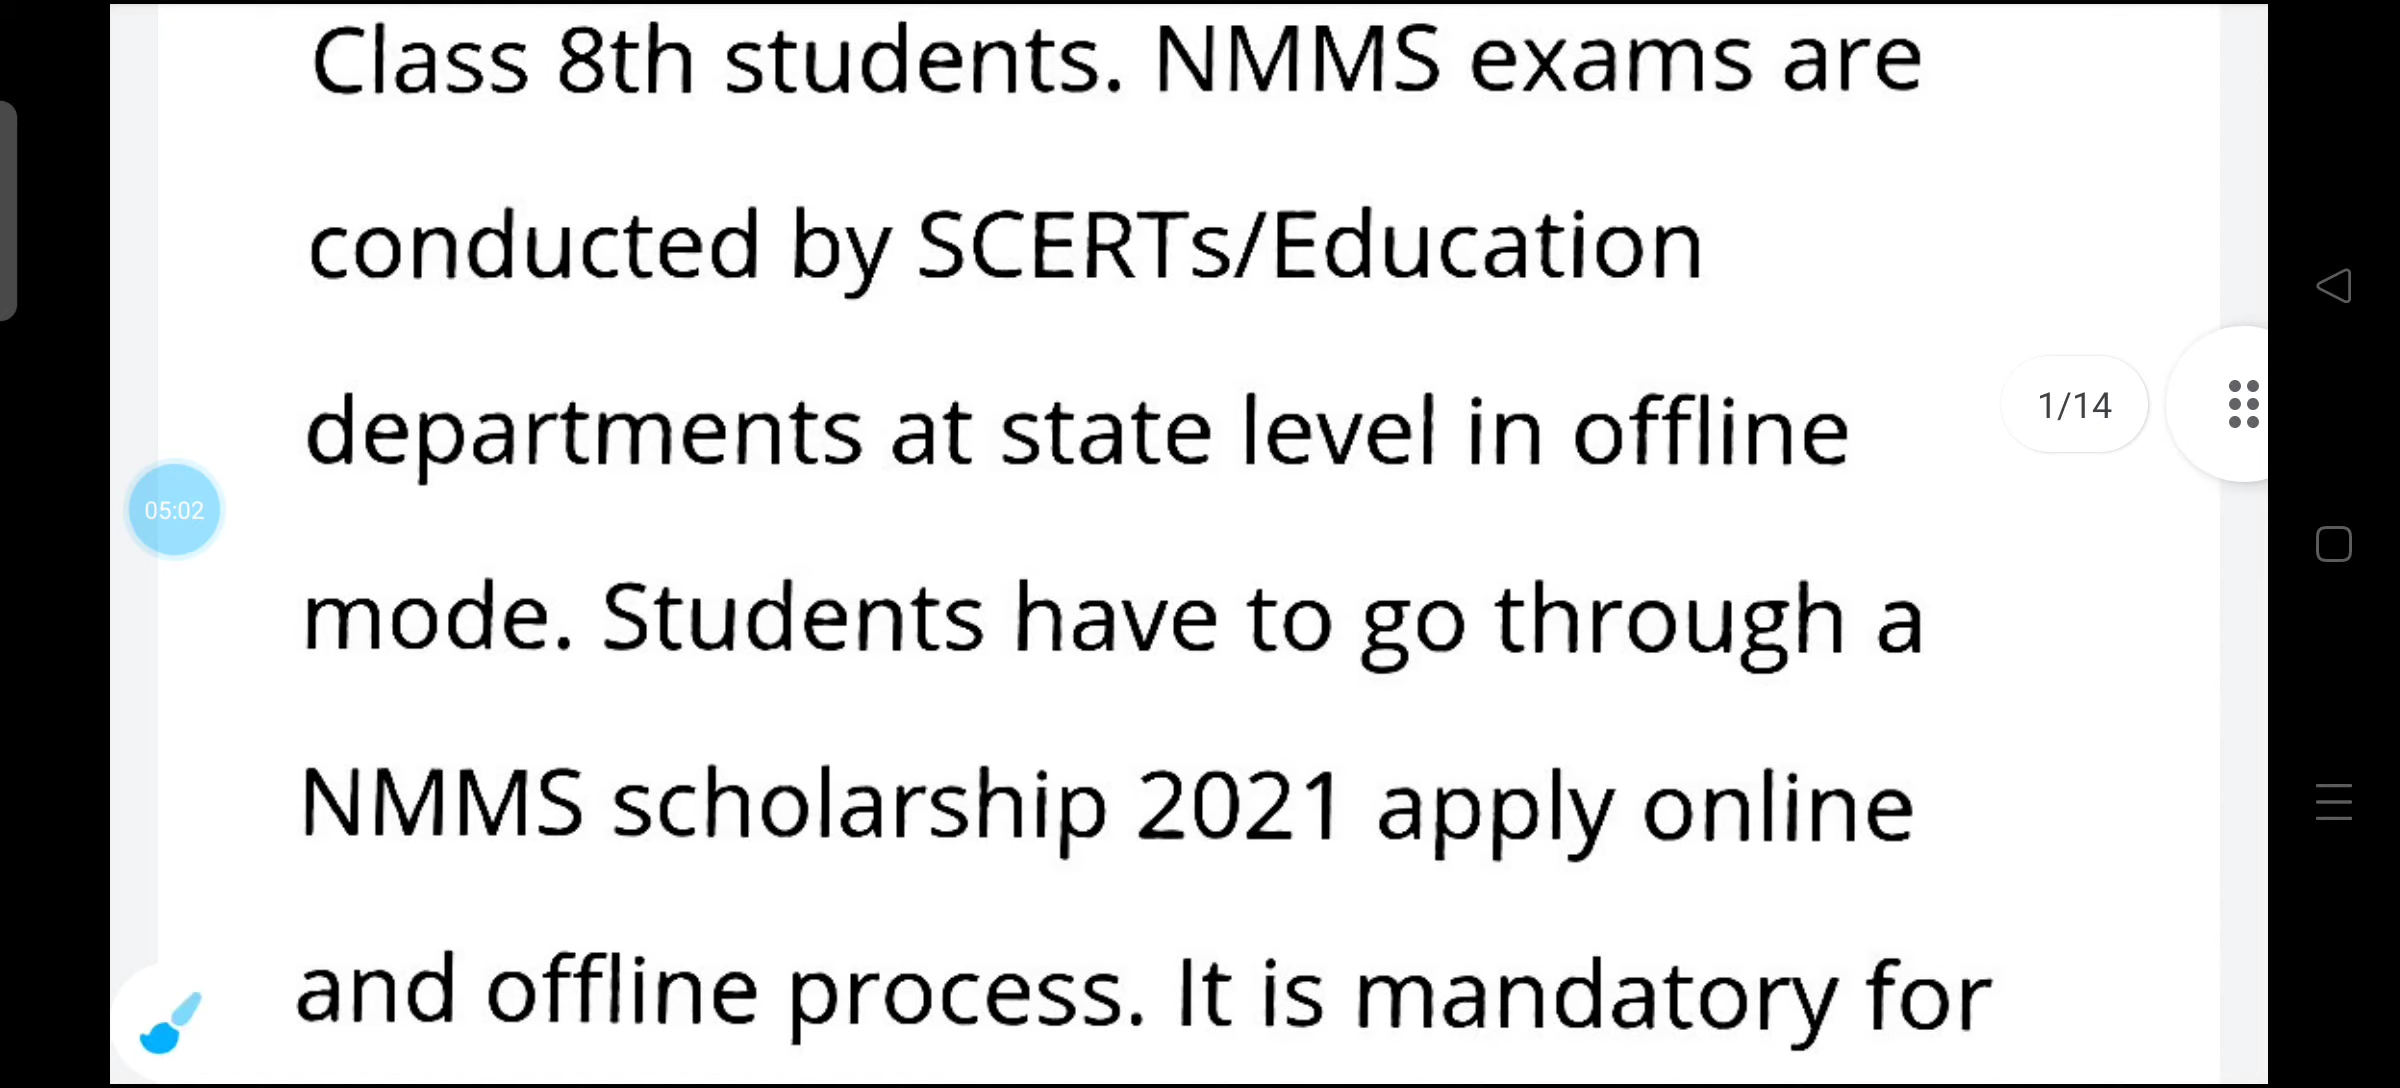 Class 8th students. NMMS exams are
conducted by SCERTs/Education
departments at state level in offline
1/14
05:02
mode. Students have to go through a
NMMS scholarship 2021 apply online
and offline process. It is mandatory for